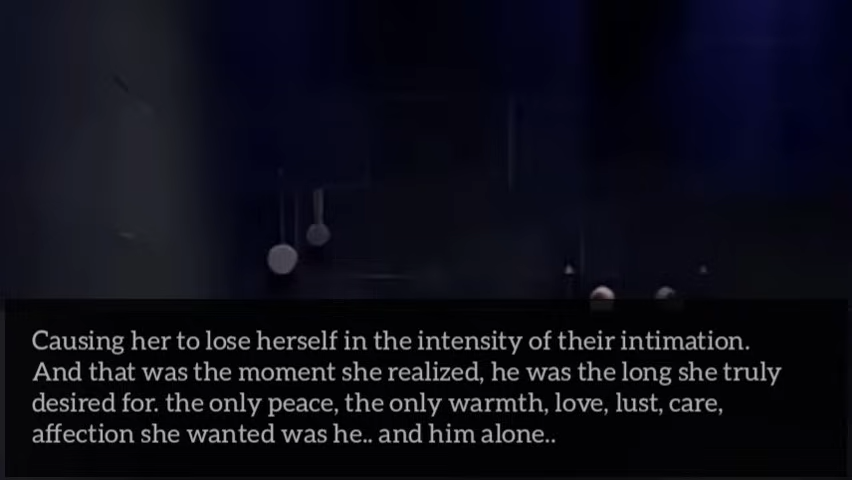 Causing her to lose herself in the intensity of their intimation.
And that was the moment she realized, he was the long she truly
desired for. the only peace, the only warmth, love, lust, care,
affection she wanted was he.. and him alone..